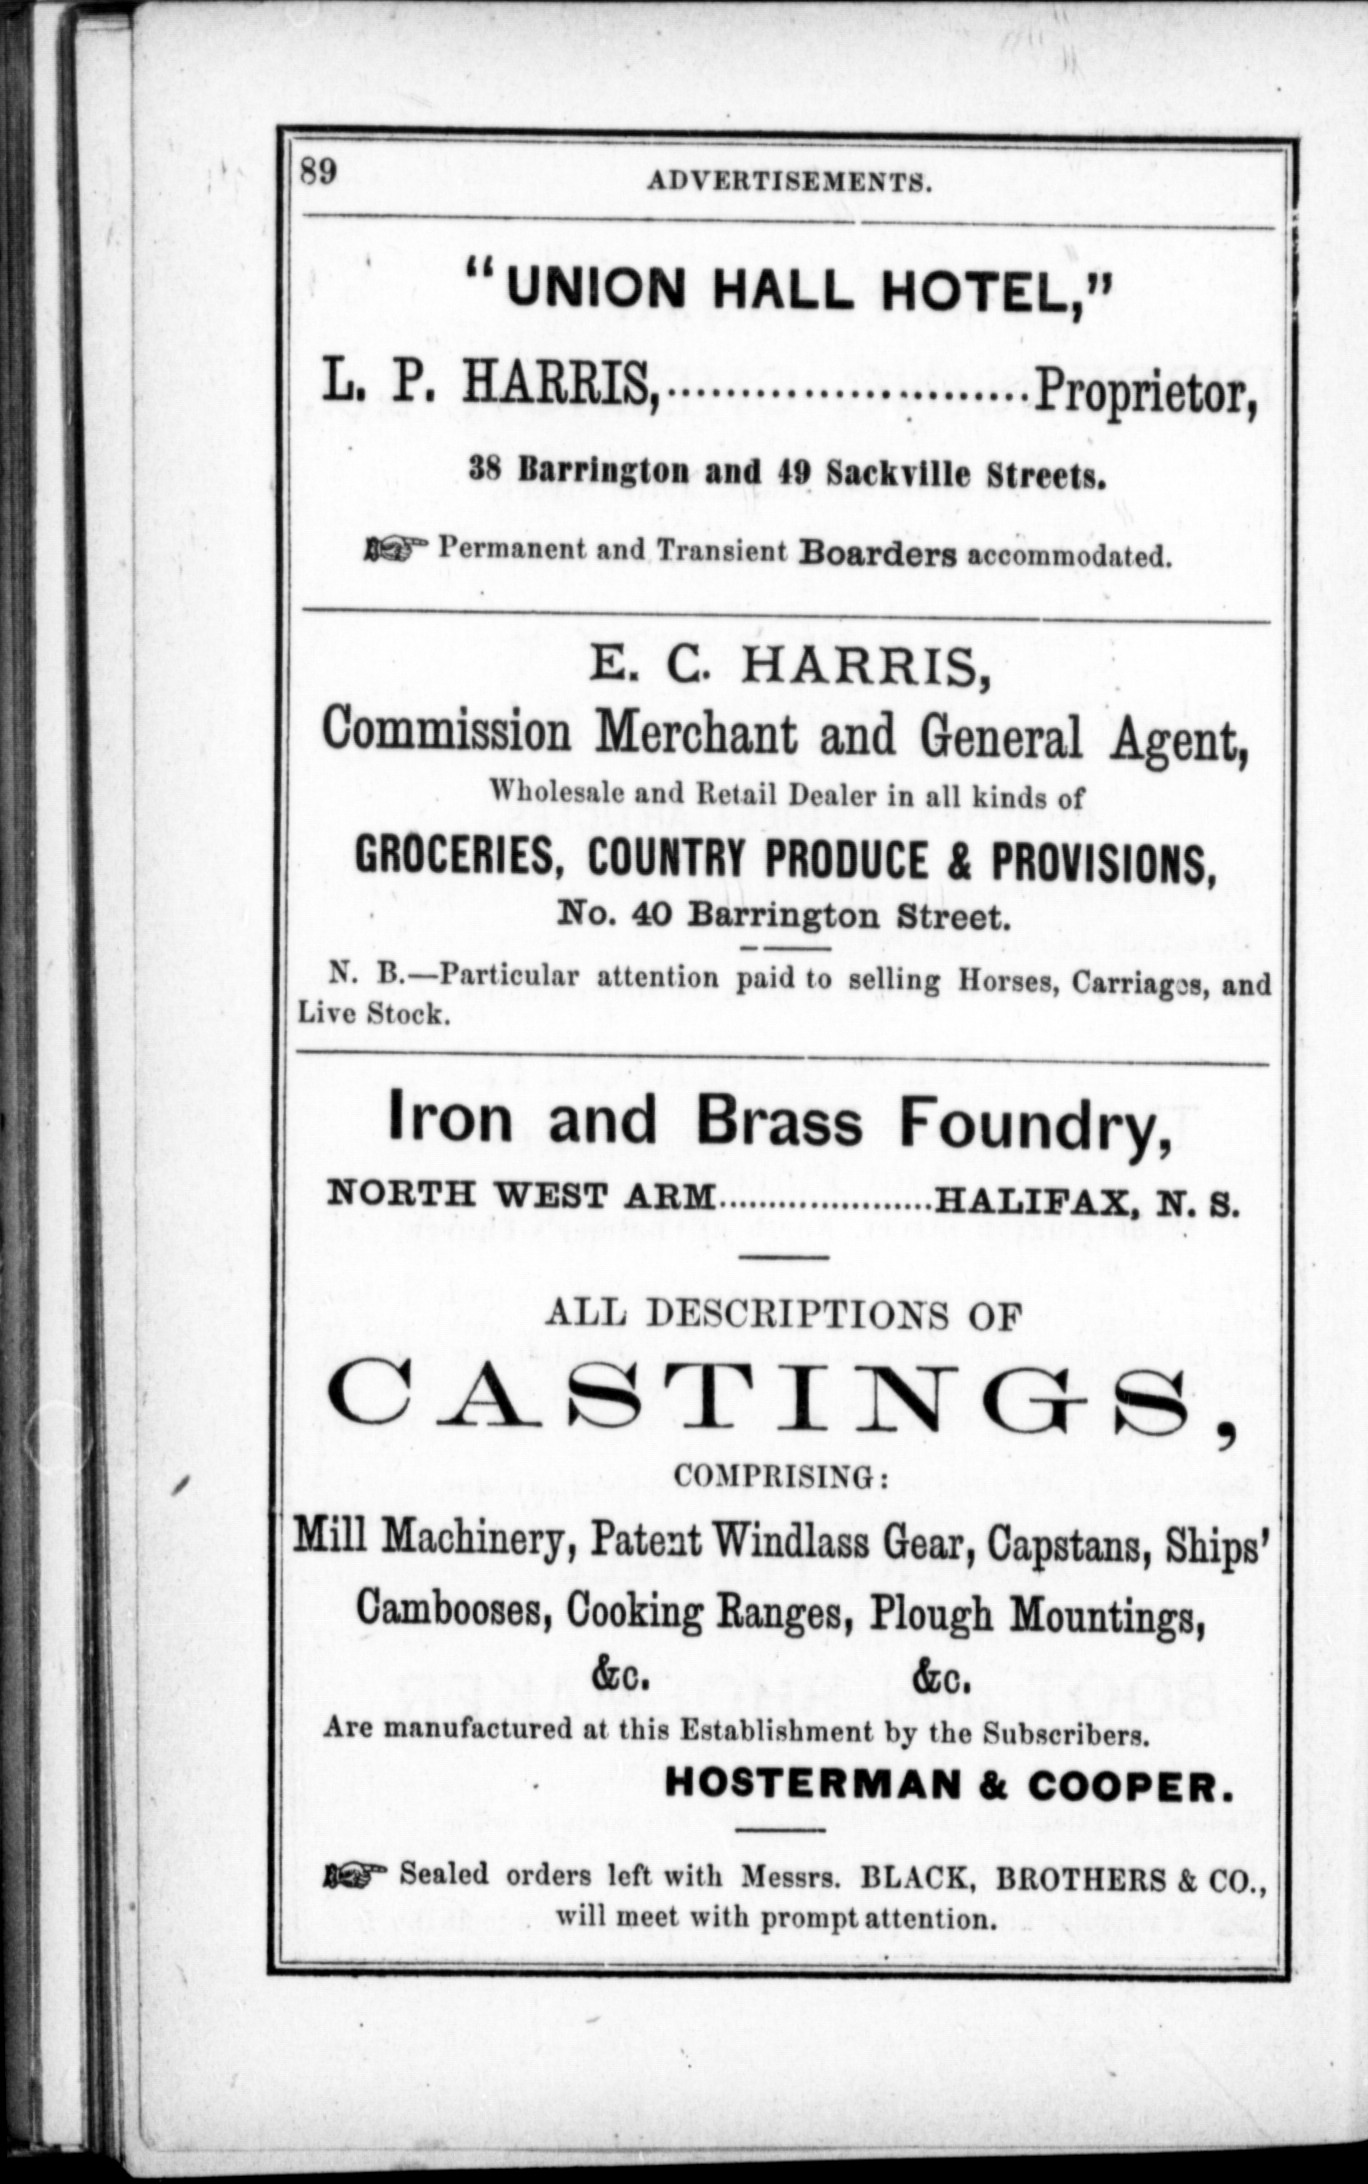 89
ADVERTISEMENTS.
"UNION HALL HOTEL,"
L. P. HARRIS,.........................Proprietor,
38 Barrington and 49 Sackville Streets.
☞ Permanent and Transient Boarders accommodated.
E. C. HARRIS,
Commission Merchant and General Agent,
Wholesale and Retail Dealer in all kinds of
GROCERIES, COUNTRY PRODUCE & PROVISIONS,
No. 40 Barrington Street.
N. B.—Particular attention paid to selling Horses, Carriages, and
Live Stock.
Iron and Brass Foundry,
NORTH WEST ARM.....................HALIFAX, N. S.
ALL DESCRIPTIONS OF
CASTINGS,
COMPRISING:
Mill Machinery, Patent Windlass Gear, Capstans, Ships'
Cambooses, Cooking Ranges, Plough Mountings,
&c. &c.
Are manufactured at this Establishment by the Subscribers.
HOSTERMAN & COOPER.
☞ Sealed orders left with Messrs. BLACK, BROTHERS & CO.,
will meet with prompt attention.